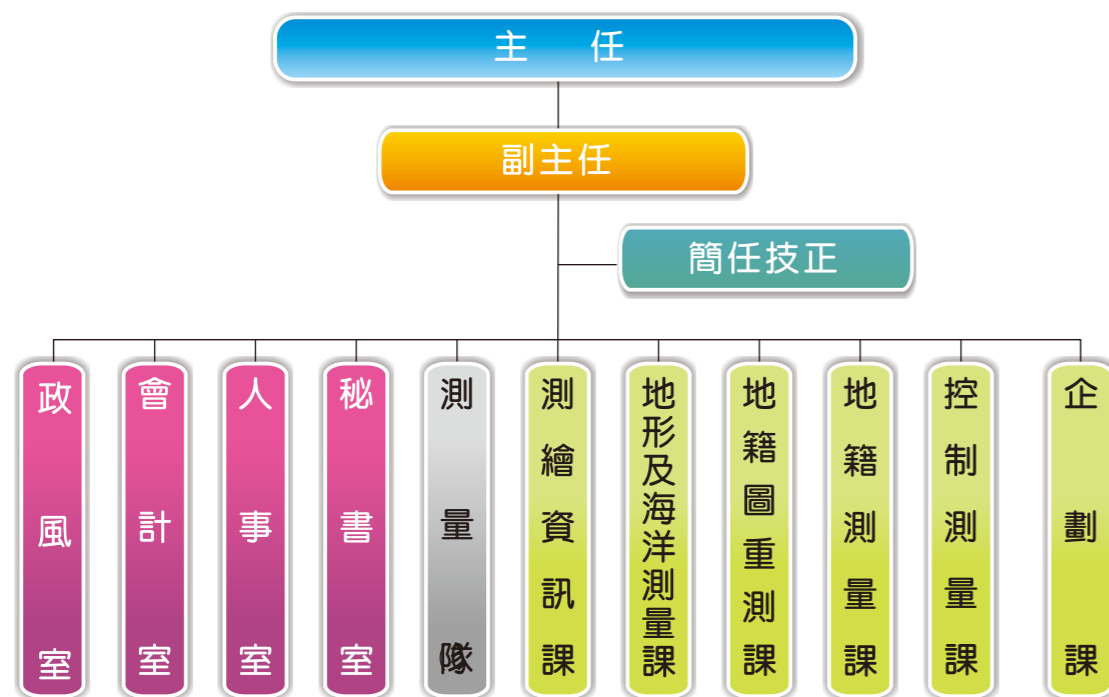 主任
副主任
簡任技正
政風室
會計室
人事室
秘書室
測量隊
測繪資訊課
地形及海洋測量課
地籍圖重測課
地籍測量課
控制測量課
企劃課